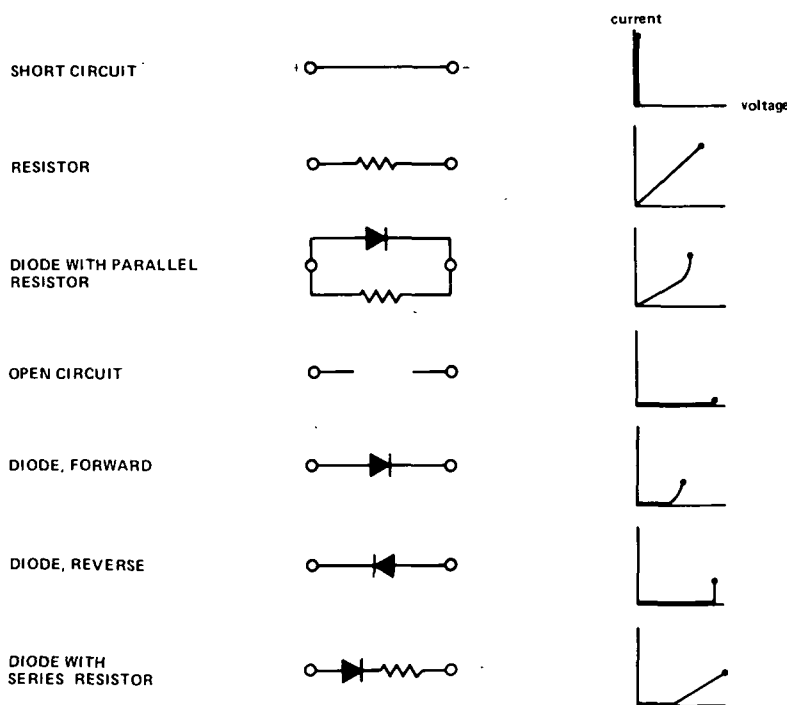 current
SHORT CIRCUIT
+
-
voltage
RESISTOR
DIODE WITH PARALLEL
RESISTOR
OPEN CIRCUIT
DIODE, FORWARD
DIODE, REVERSE
DIODE WITH
SERIES RESISTOR